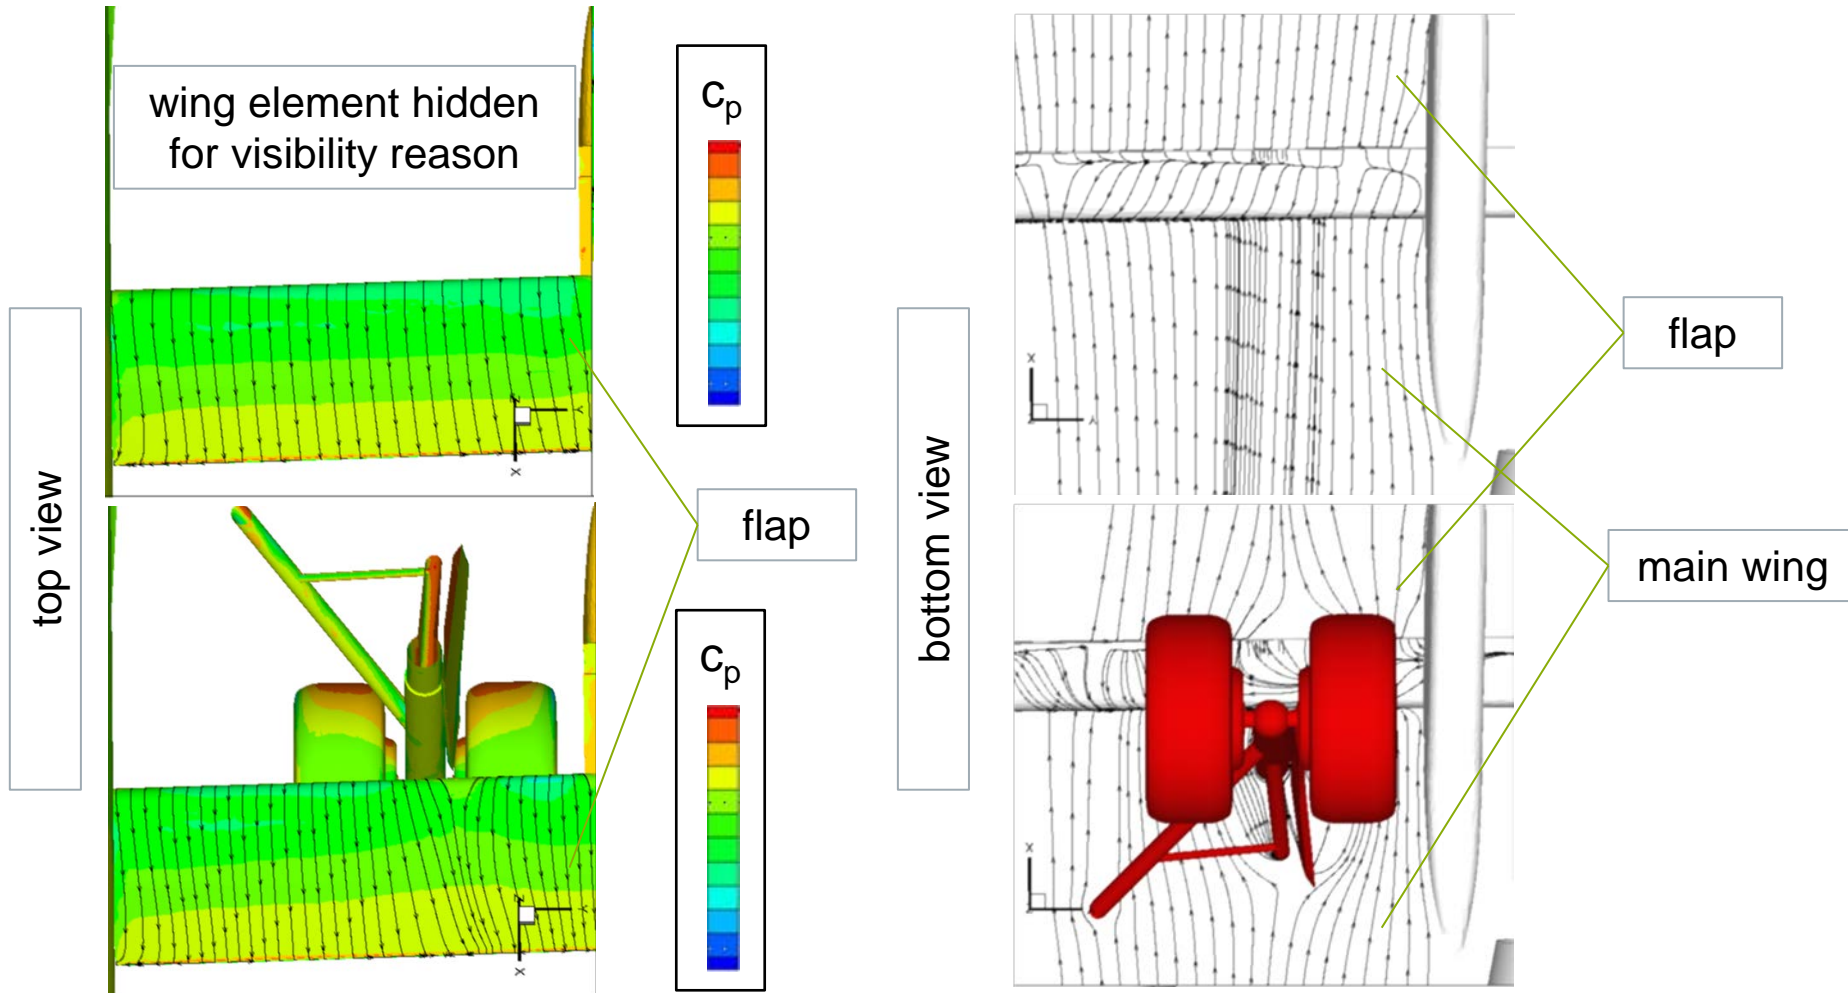 wing element hidden
for visibility reason
top view
Z
Y
X
flap
Z
Y
X
cp
cp
bottom view
X
Y
X
flap
main wing